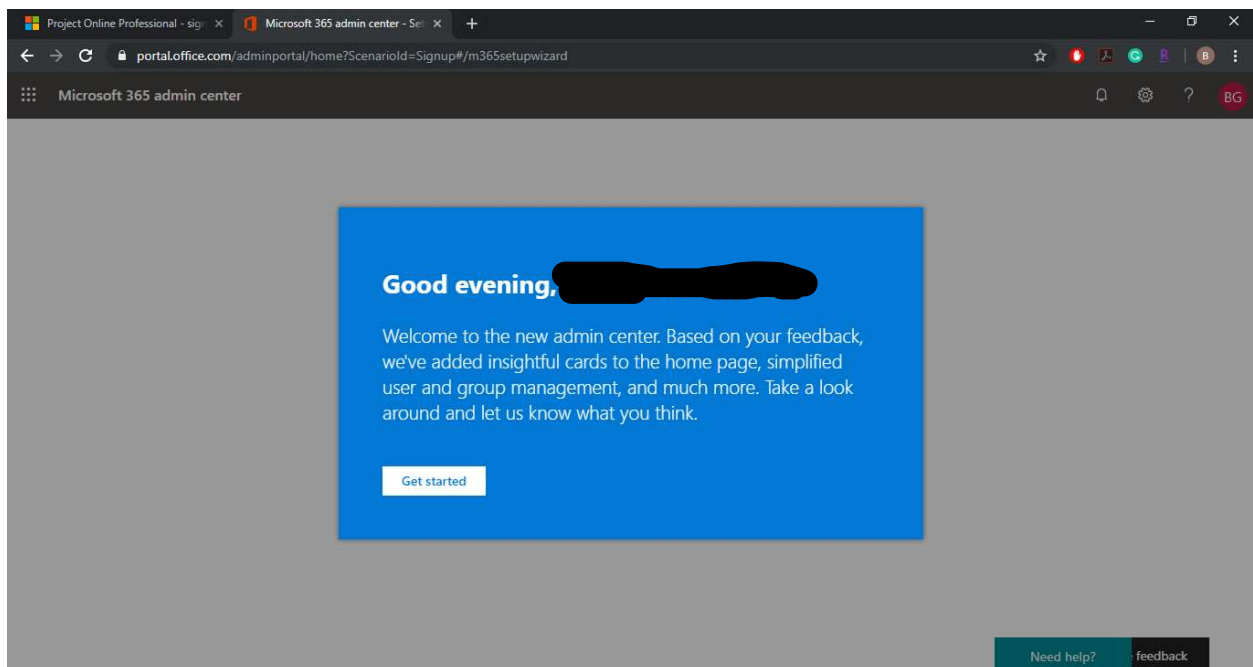 Project Online Professional - sign
Microsoft 365 admin center - Set
portal.office.com/adminportal/home?ScenarioId=Signup#/m365setupwizard
B
Microsoft 365 admin center
?
BG
Good evening,
Welcome to the new admin center. Based on your feedback,
we've added insightful cards to the home page, simplified
user and group management, and much more. Take a look
around and let us know what you think.
Get started
Need help?
feedback